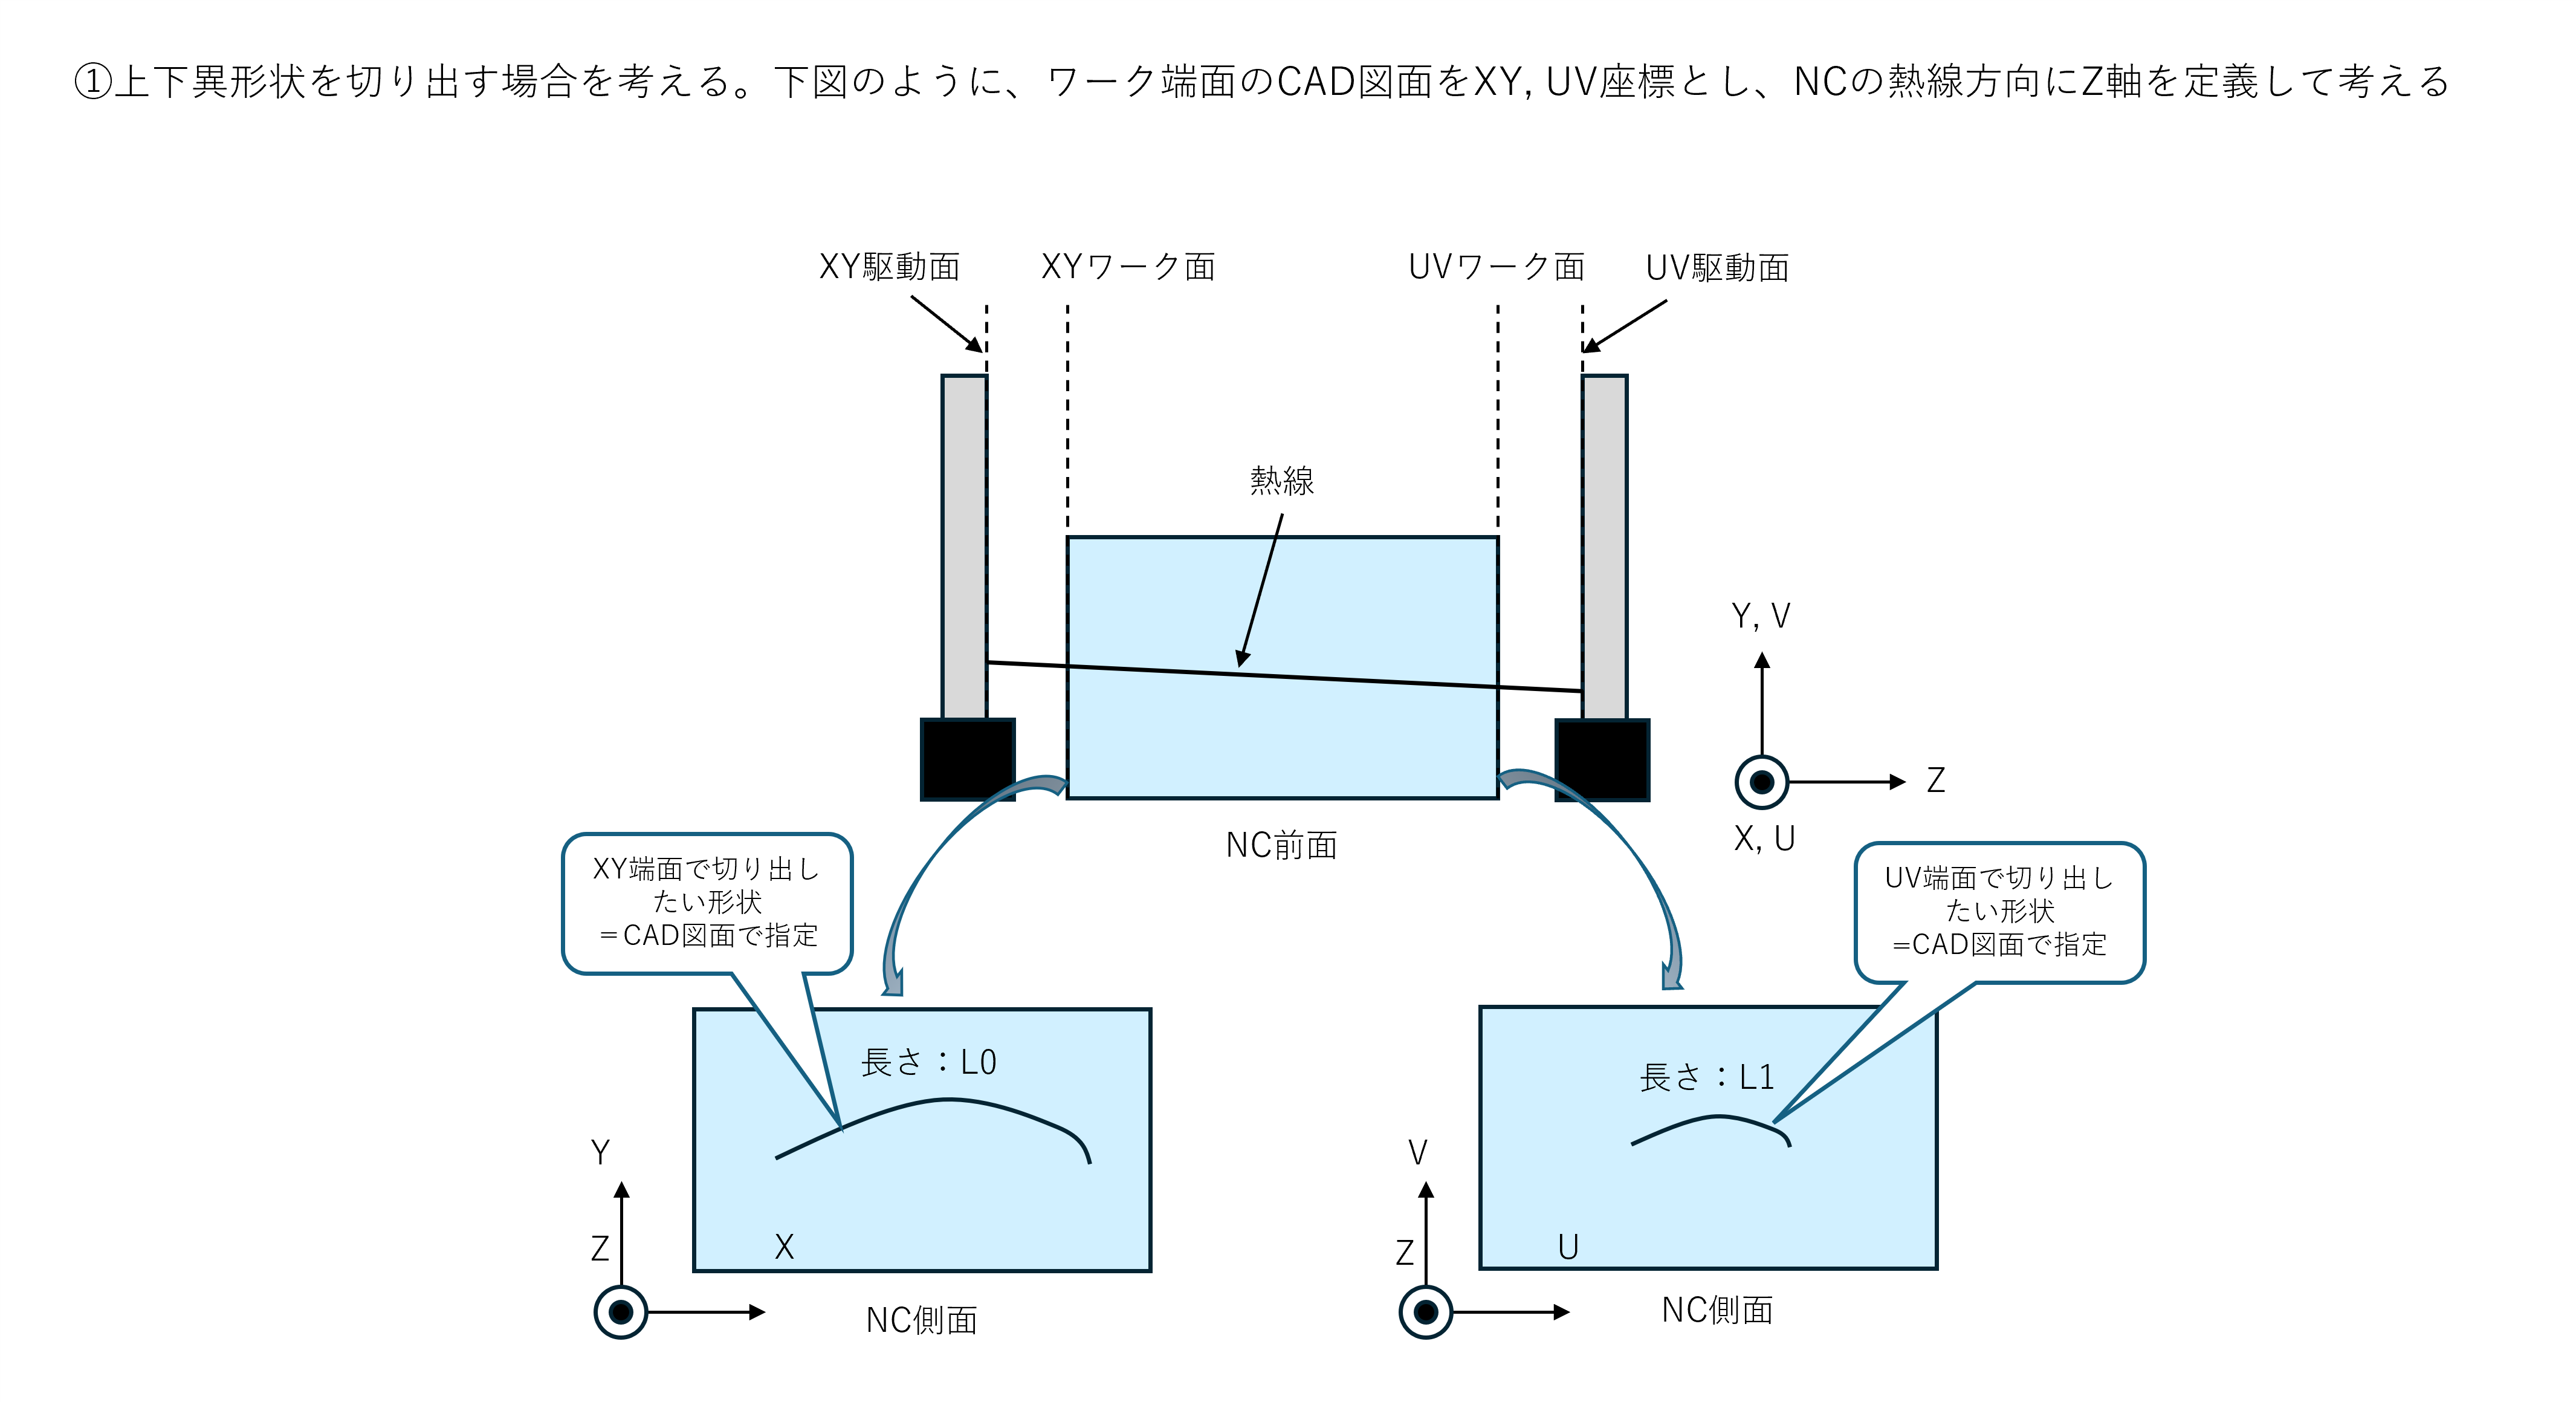 ①上下異形状を切り出す場合を考える。下図のように、ワーク端面のCAD図面をXY, UV座標とし、NCの熱線方向にZ軸を定義して考える
XY駆動面
XYワーク面
UVワーク面
UV駆動面
熱線
Y, V
Z
X, U
NC前面
XY端面で切り出し
たい形状
＝CAD図面で指定
UV端面で切り出し
たい形状
=CAD図面で指定
長さ：L0
長さ：L1
Y
Z
X
NC側面
V
Z
U
NC側面